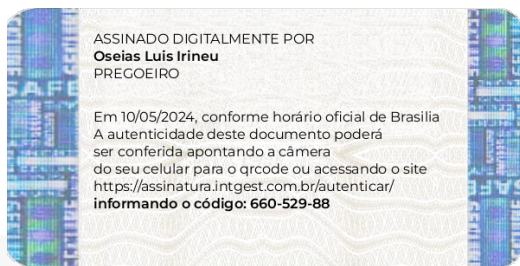 ASSINADO DIGITALMENTE POR
Oseias Luis Irineu
PREGOEIRO
Em 10/05/2024, conforme horário oficial de Brasilia
A autenticidade deste documento poderá
ser conferida apontando a câmera
do seu celular para o qrcode ou acessando o site
https://assinatura.intgest.com.br/autenticar/
informando o código: 660-529-88